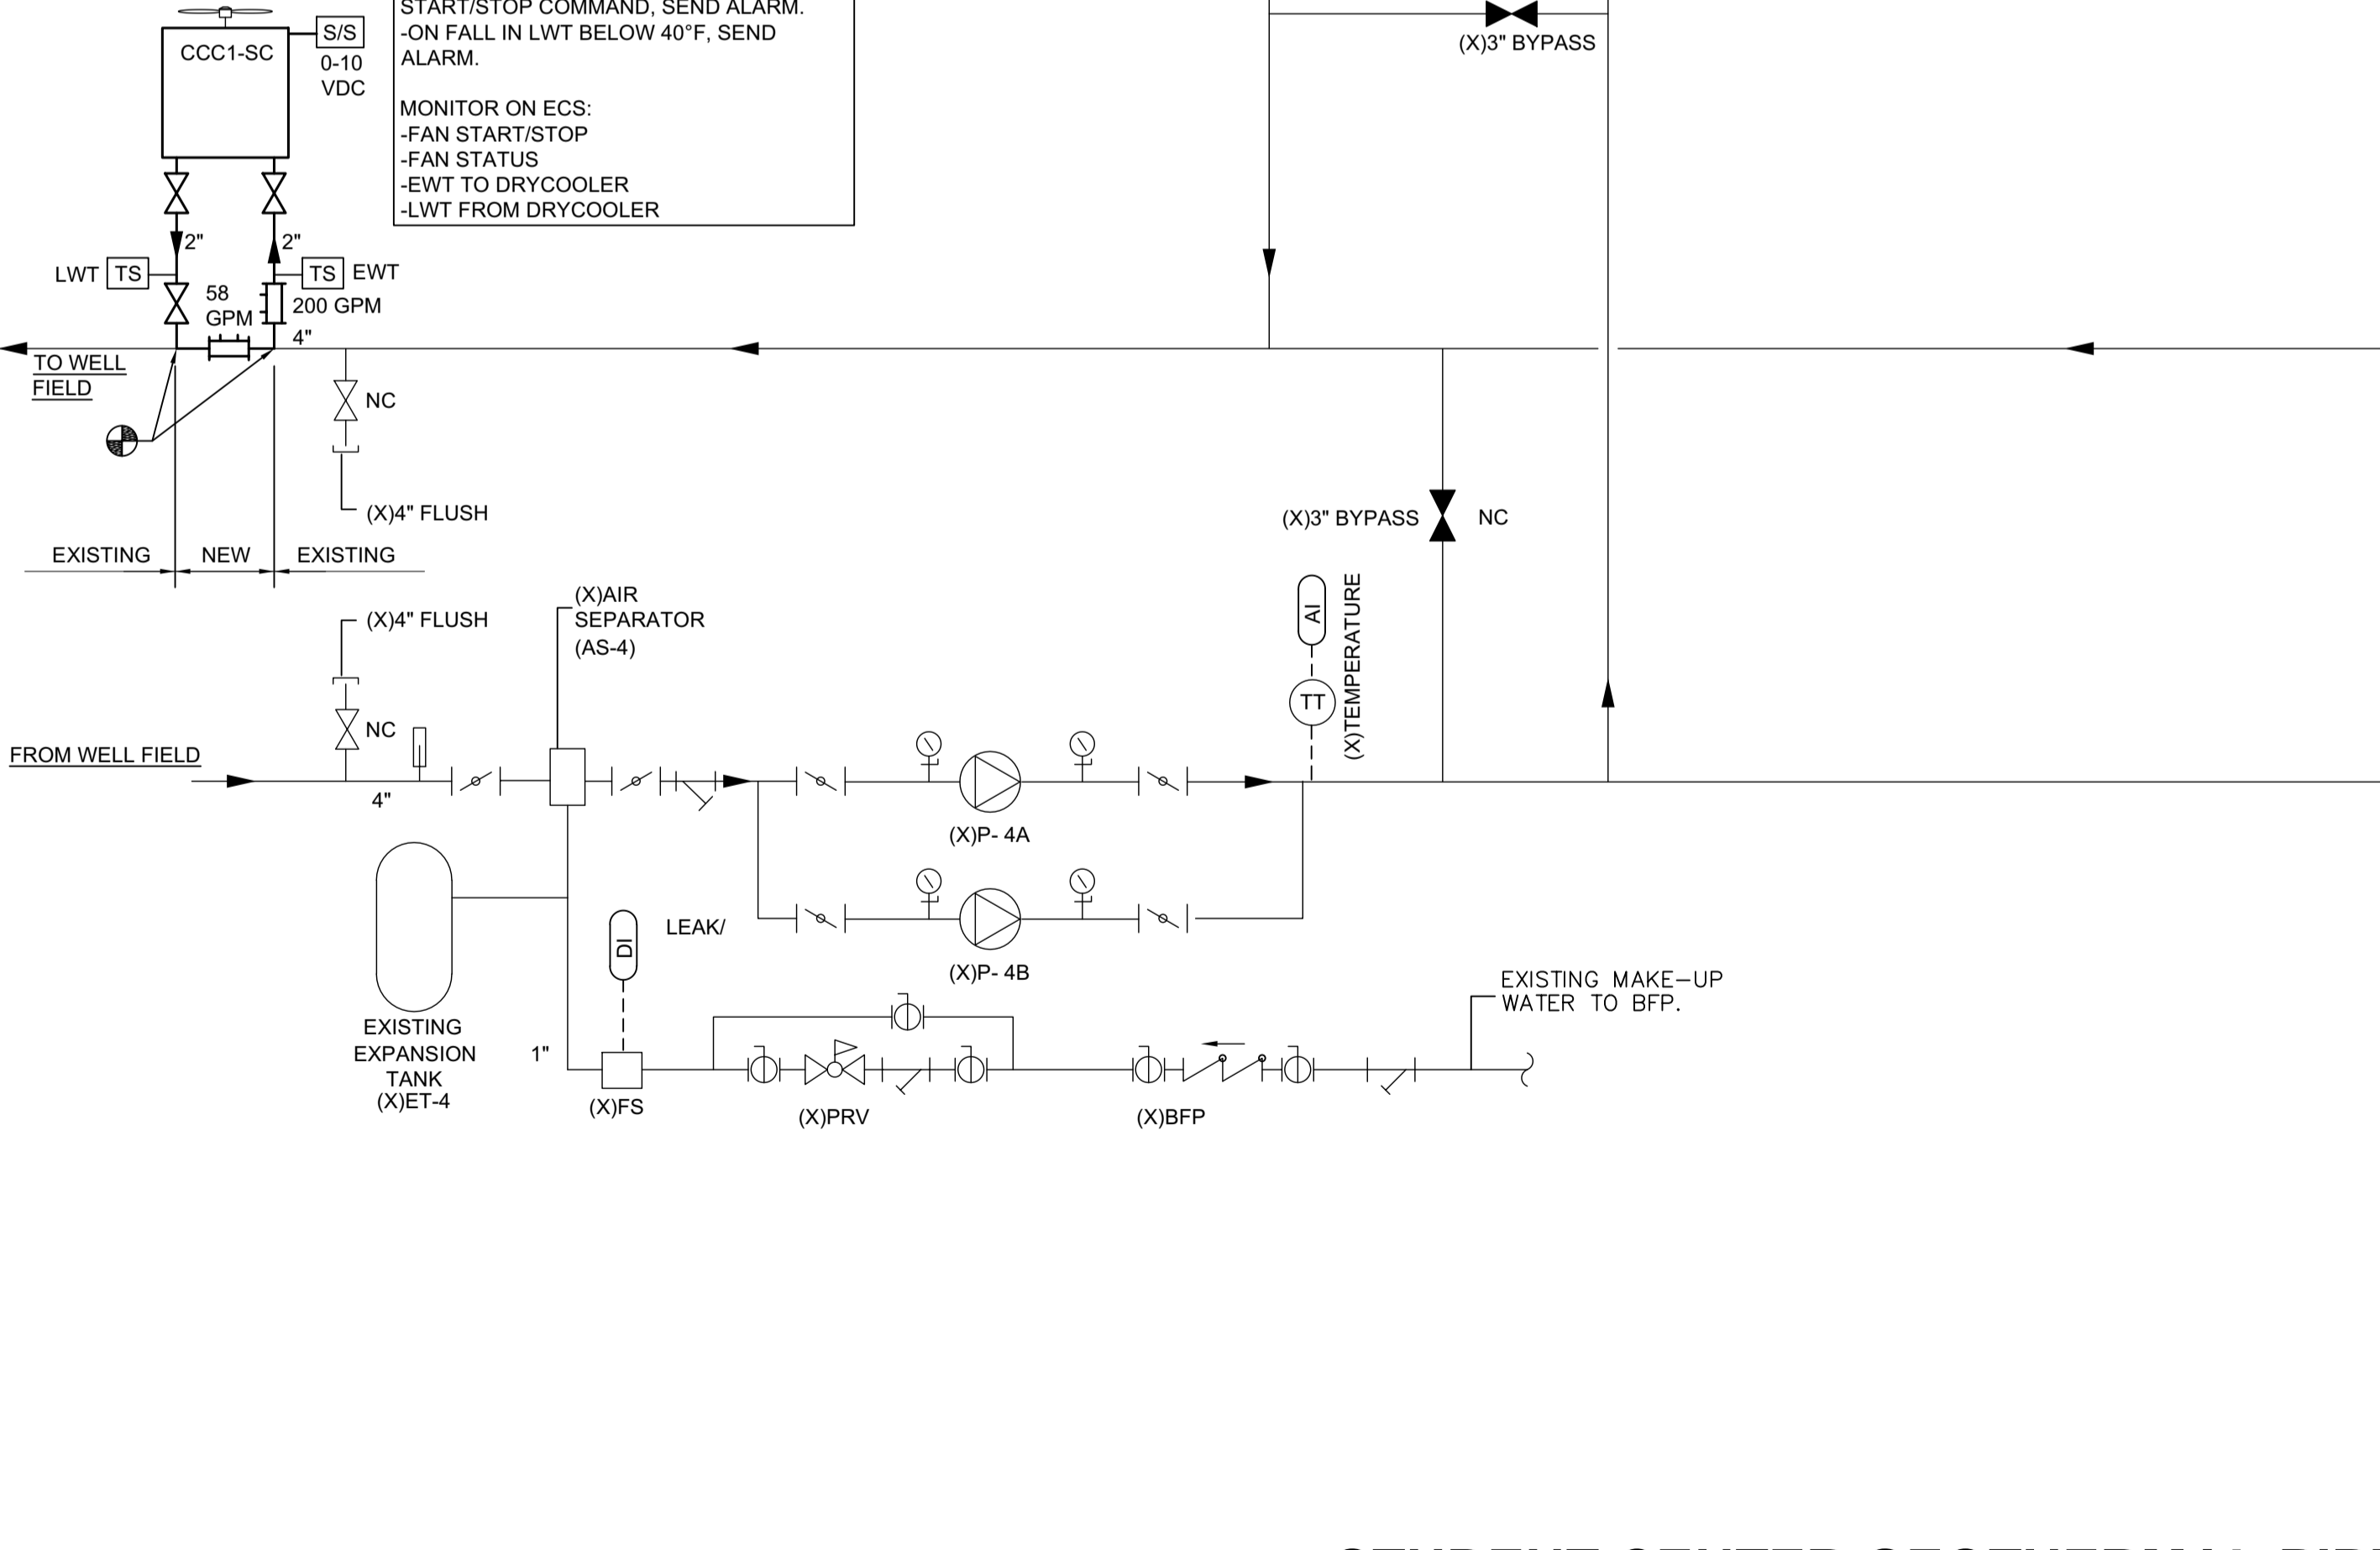 START/STOP COMMAND, SEND ALARM.
-ON FALL IN LWT BELOW 40°F, SEND
ALARM.
MONITOR ON ECS:
-FAN START/STOP
-FAN STATUS
-EWT TO DRYCOOLER
-LWT FROM DRYCOOLER
CCC1-SC
S/S
0-10
VDC
(X)3" BYPASS
2"
2"
LWT
TS
TS
EWT
58
GPM
200 GPM
4"
TO WELL
FIELD
NC
(X)4" FLUSH
EXISTING
NEW
EXISTING
(X)3" BYPASS
NC
(X)4" FLUSH
NC
(X)AIR
SEPARATOR
(AS-4)
AI
TT
(X)TEMPERATURE
FROM WELL FIELD
4"
(X)P- 4A
(X)P- 4B
DI
LEAK/
EXISTING
EXPANSION
TANK
(X)ET-4
1"
(X)FS
(X)PRV
(X)BFP
EXISTING MAKE-UP
WATER TO BFP.